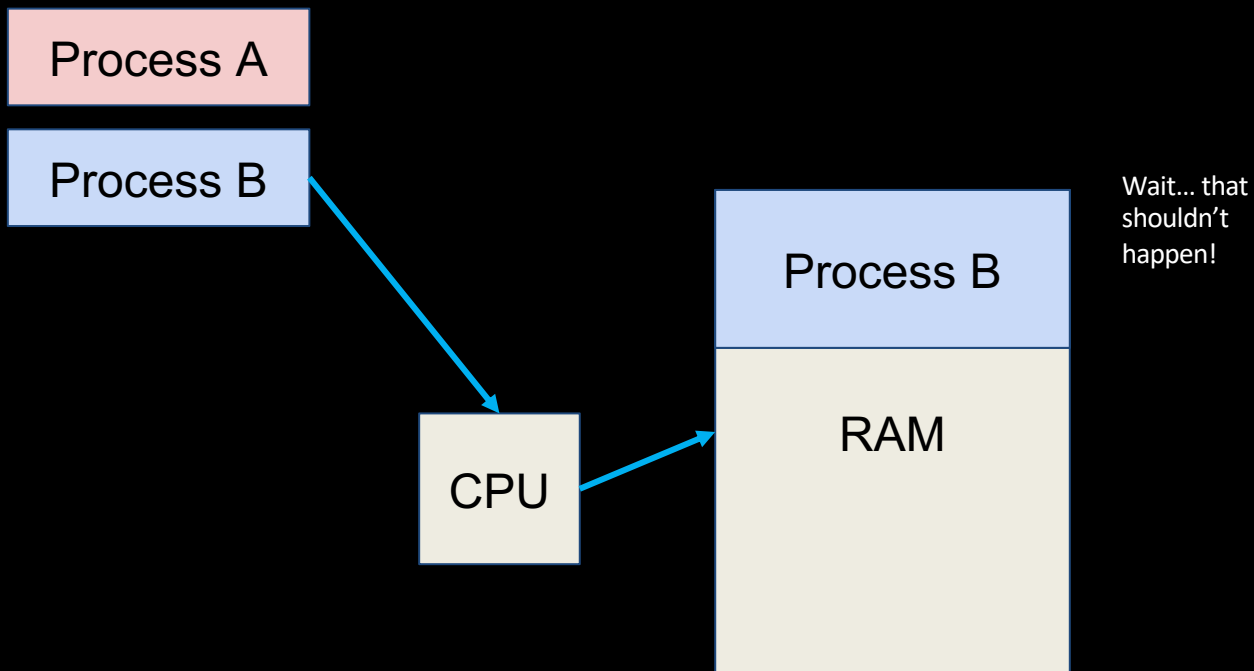 Process A
Process B
Wait… that
shouldn’t
happen!
Process B
RAM
CPU